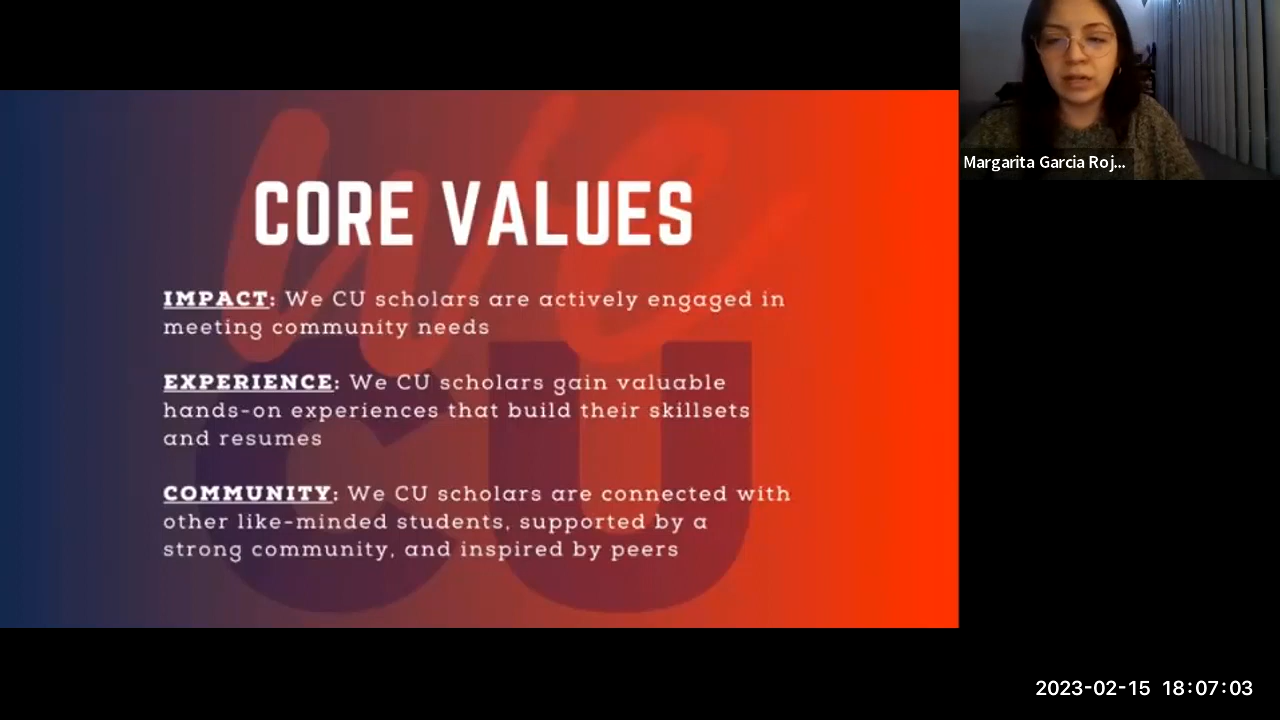 we
CU
CORE VALUES
IMPACT: We CU scholars are actively engaged in
meeting community needs
EXPERIENCE: We CU scholars gain valuable
hands-on experiences that build their skillsets
and resumes
COMMUNITY: We CU scholars are connected with
other like-minded students, supported by a
strong community, and inspired by peers
Margarita Garcia Roj...
2023-02-15 18:07:03